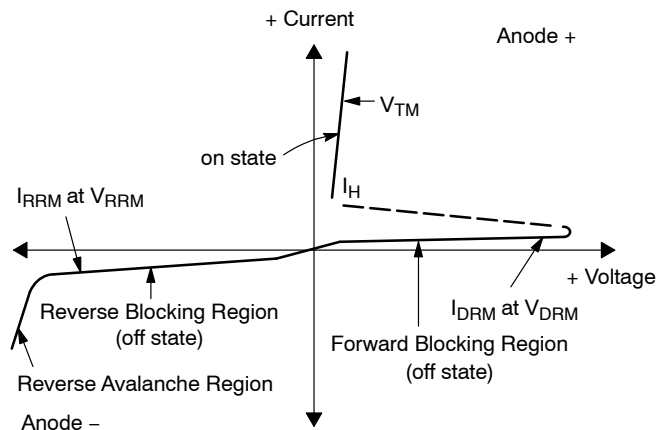 + Current
Anode +
VTM
on state
IH
IRRM at VRRM
+ Voltage
IDRM at VDRM
Reverse Blocking Region
(off state)
Forward Blocking Region
(off state)
Reverse Avalanche Region
Anode −